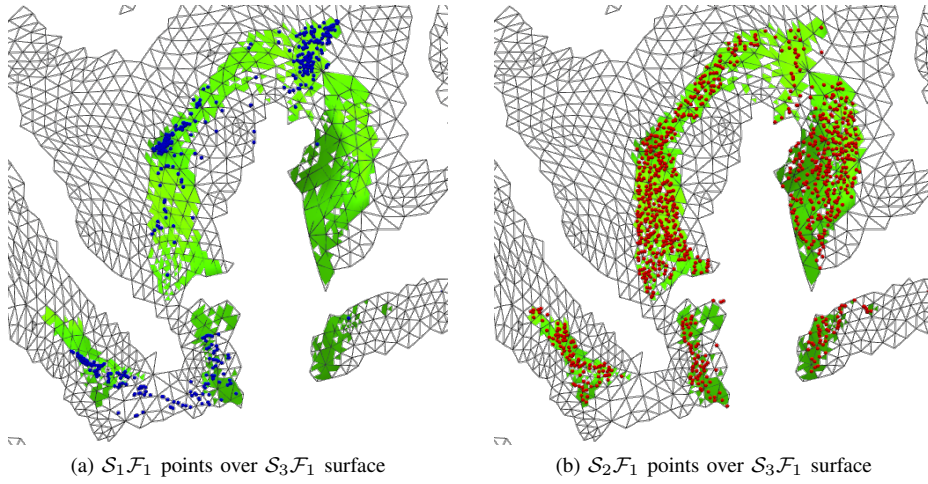 (a) $\mathcal{S}_1\mathcal{F}_1$ points over $\mathcal{S}_3\mathcal{F}_1$ surface
(b) $\mathcal{S}_2\mathcal{F}_1$ points over $\mathcal{S}_3\mathcal{F}_1$ surface